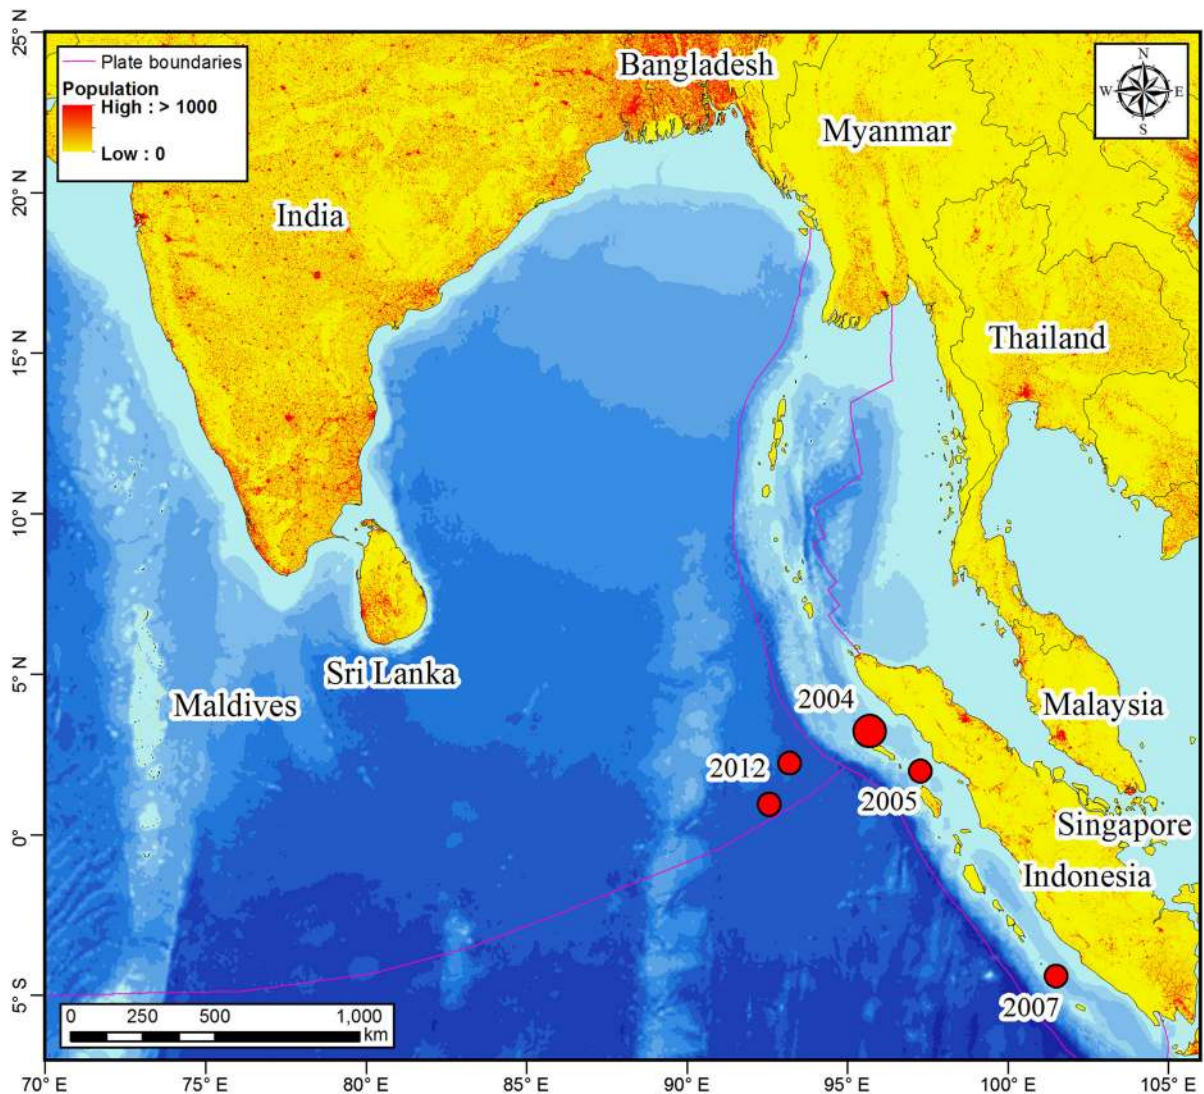 25° N
20° N
15° N
10° N
5° N
0°
5° S
Plate boundaries
Population
High : > 1000
Low : 0
N
W
E
S
Bangladesh
Myanmar
India
Thailand
Sri Lanka
Maldives
2004
Malaysia
2012
2005
Singapore
Indonesia
2007
0 250 500 1,000
km
70° E 75° E 80° E 85° E 90° E 95° E 100° E 105° E